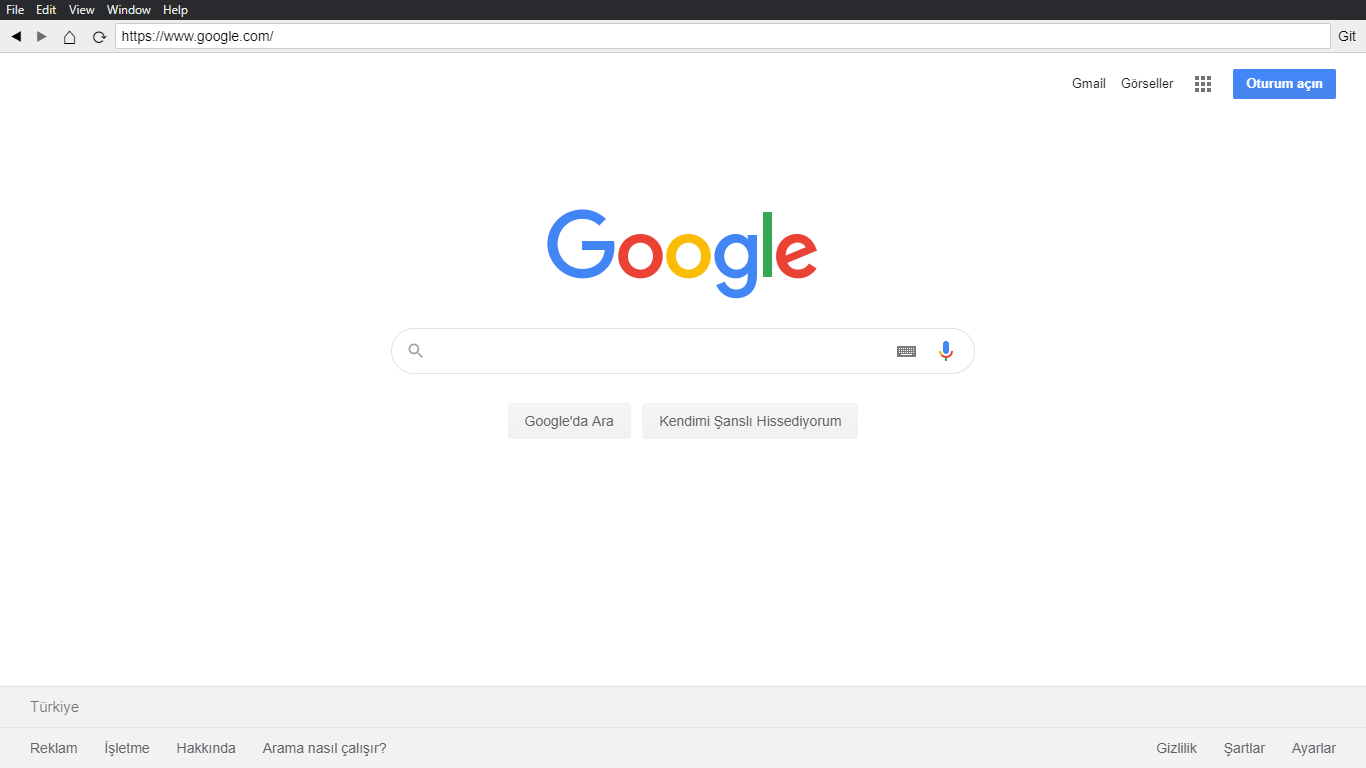 File Edit View Window Help
https://www.google.com/ Git
Gmail Görseller Oturum açın
Google
Google'da Ara Kendimi Şanslı Hissediyorum
Türkiye
Reklam İşletme Hakkında Arama nasıl çalışır? Gizlilik Şartlar Ayarlar